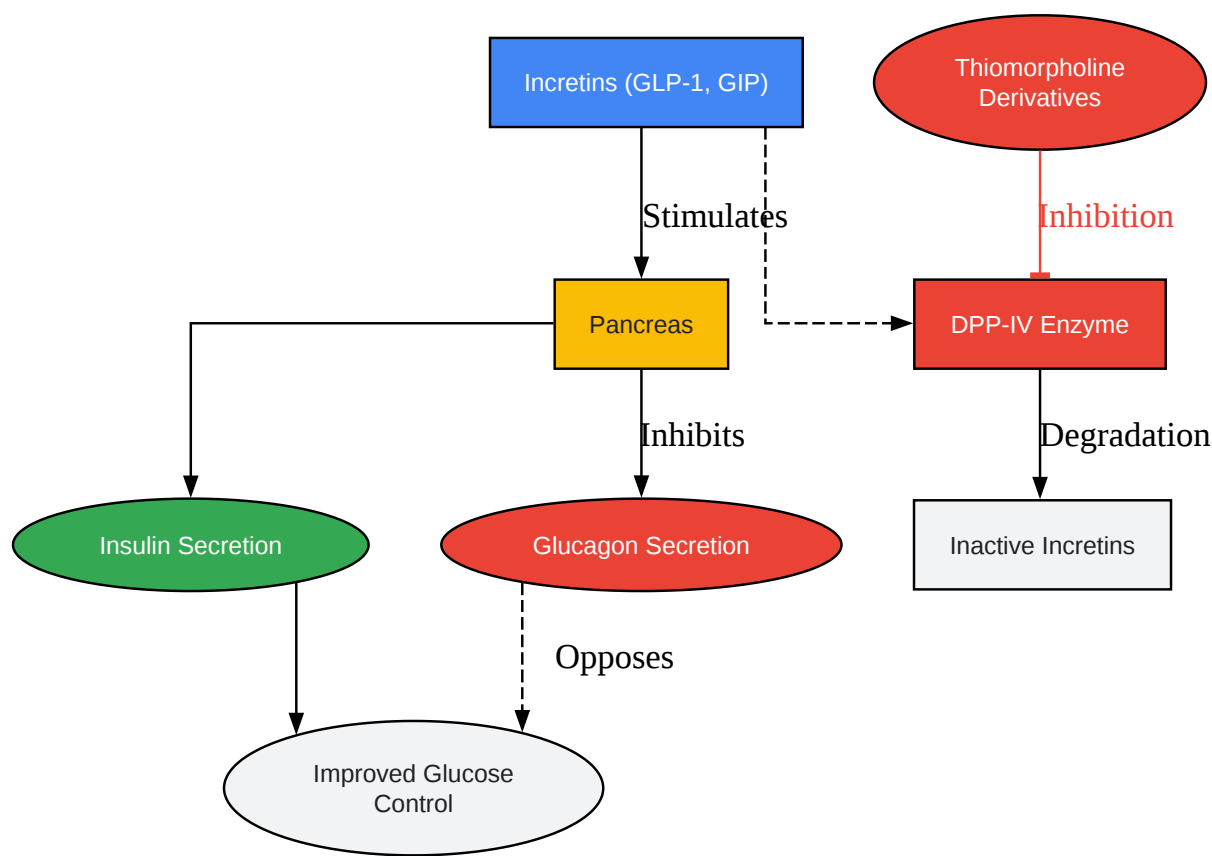 Incretins (GLP-1, GIP)
Thiomorpholine
Derivatives
Stimulates
Inhibition
Pancreas
DPP-IV Enzyme
Inhibits
Degradation
Insulin Secretion
Glucagon Secretion
Inactive Incretins
Opposes
Improved Glucose
Control